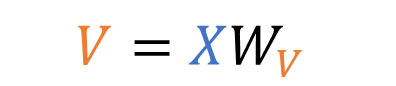 V = XW_V